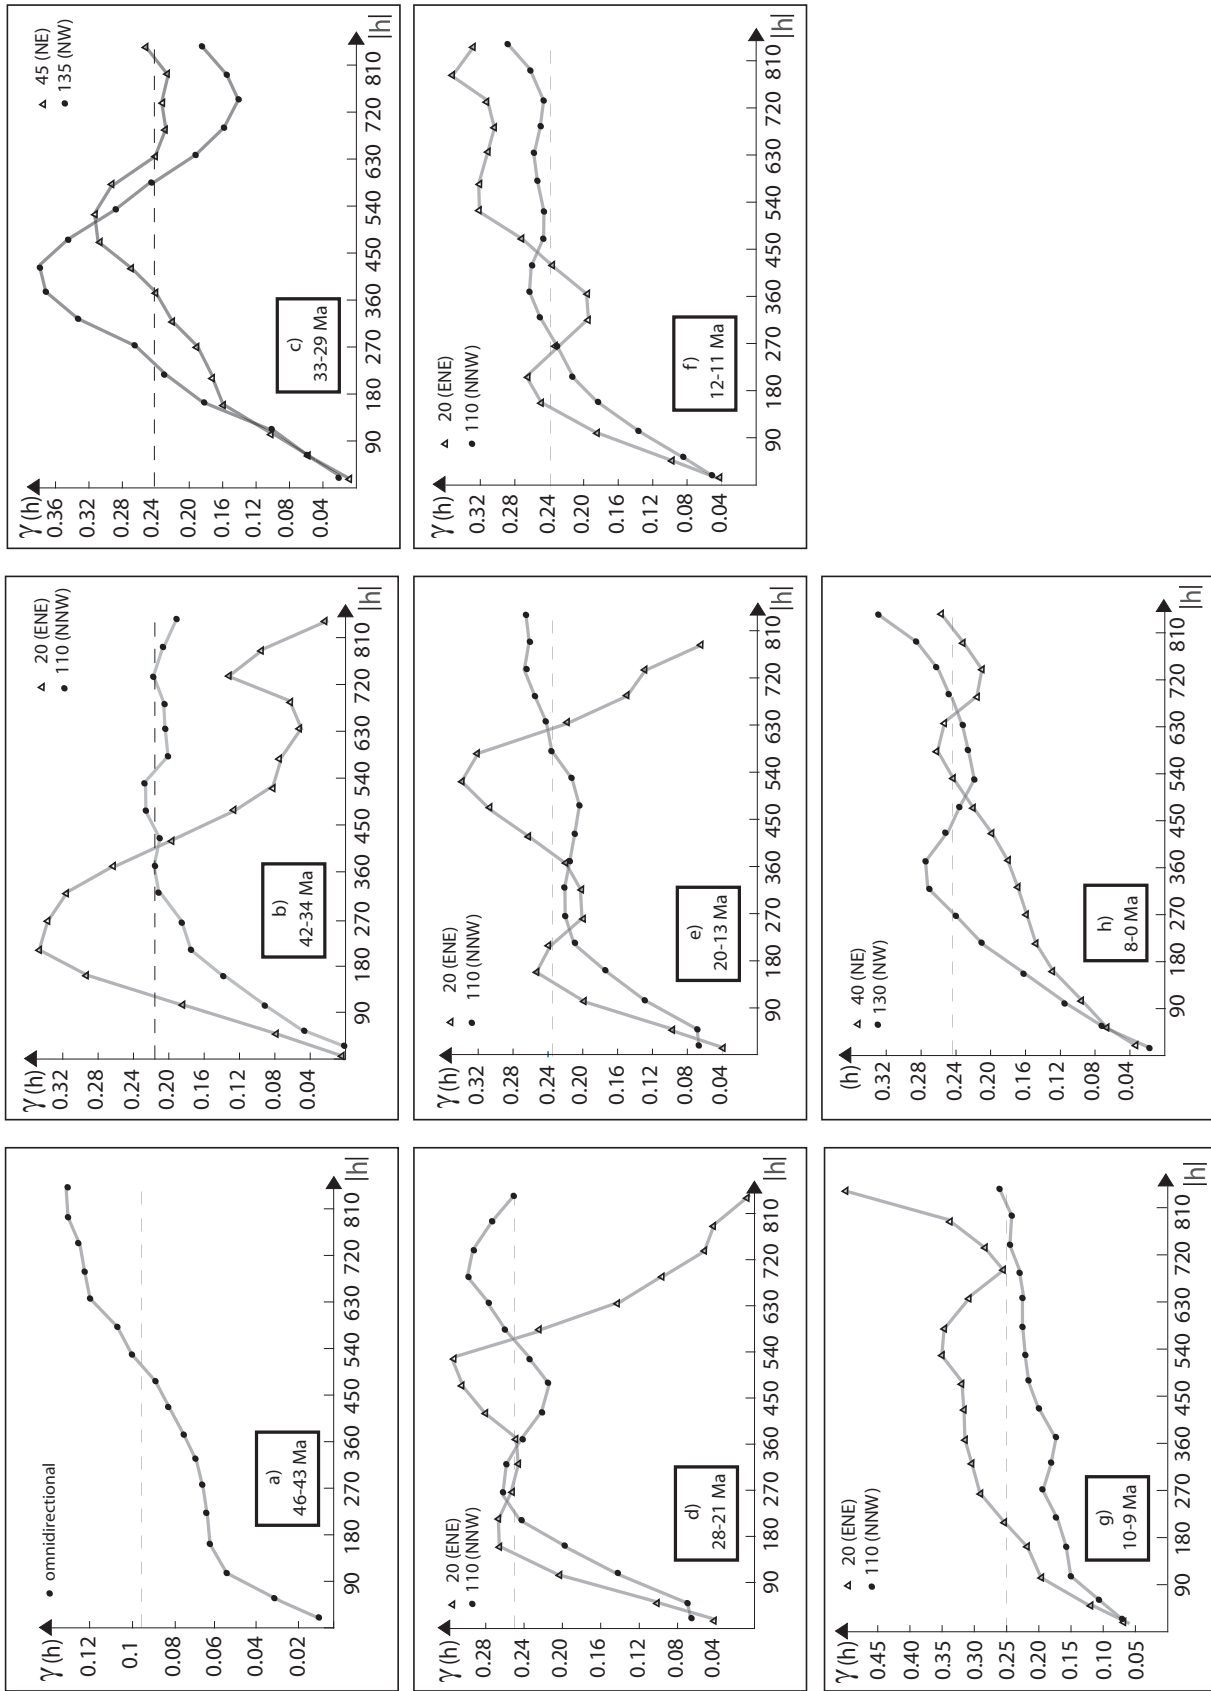 γ(h)
0.12
0.1
0.08
0.06
0.04
0.02
omnidirectional
a)
46-43 Ma
90
180
270
360
450
540
630
720
810
|h|
γ(h)
0.32
0.28
0.24
0.20
0.16
0.12
0.08
0.04
20 (ENE)
110 (NNW)
b)
42-34 Ma
90
180
270
360
450
540
630
720
810
|h|
γ(h)
0.36
0.32
0.28
0.24
0.20
0.16
0.12
0.08
0.04
45 (NE)
135 (NW)
c)
33-29 Ma
90
180
270
360
450
540
630
720
810
|h|
γ(h)
0.28
0.24
0.20
0.16
0.12
0.08
0.04
20 (ENE)
110 (NNW)
d)
28-21 Ma
90
180
270
360
450
540
630
720
810
|h|
γ(h)
0.32
0.28
0.24
0.20
0.16
0.12
0.08
0.04
20 (ENE)
110 (NNW)
e)
20-13 Ma
90
180
270
360
450
540
630
720
810
|h|
γ(h)
0.32
0.28
0.24
0.20
0.16
0.12
0.08
0.04
20 (ENE)
110 (NNW)
f)
12-11 Ma
90
180
270
360
450
540
630
720
810
|h|
γ(h)
0.45
0.40
0.35
0.30
0.25
0.20
0.15
0.10
0.05
20 (ENE)
110 (NNW)
g)
10-9 Ma
90
180
270
360
450
540
630
720
810
|h|
(h)
0.32
0.28
0.24
0.20
0.16
0.12
0.08
0.04
40 (NE)
130 (NW)
h)
8-0 Ma
90
180
270
360
450
540
630
720
810
|h|